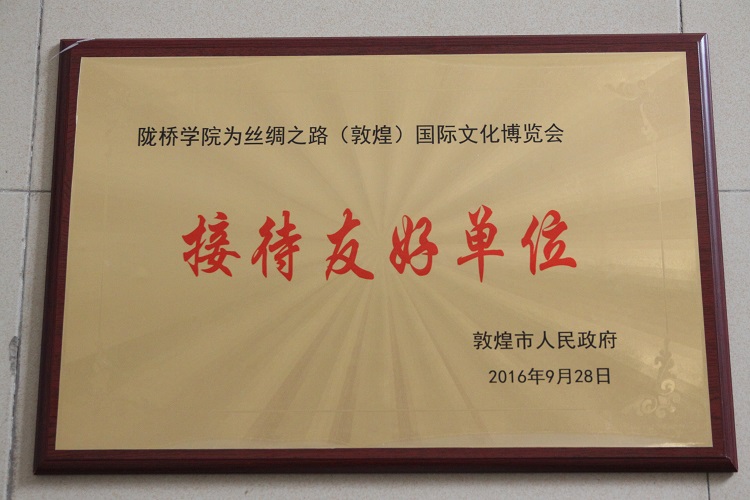 陇桥学院为丝绸之路（敦煌）国际文化博览会
接待友好单位
敦煌市人民政府
2016年9月28日